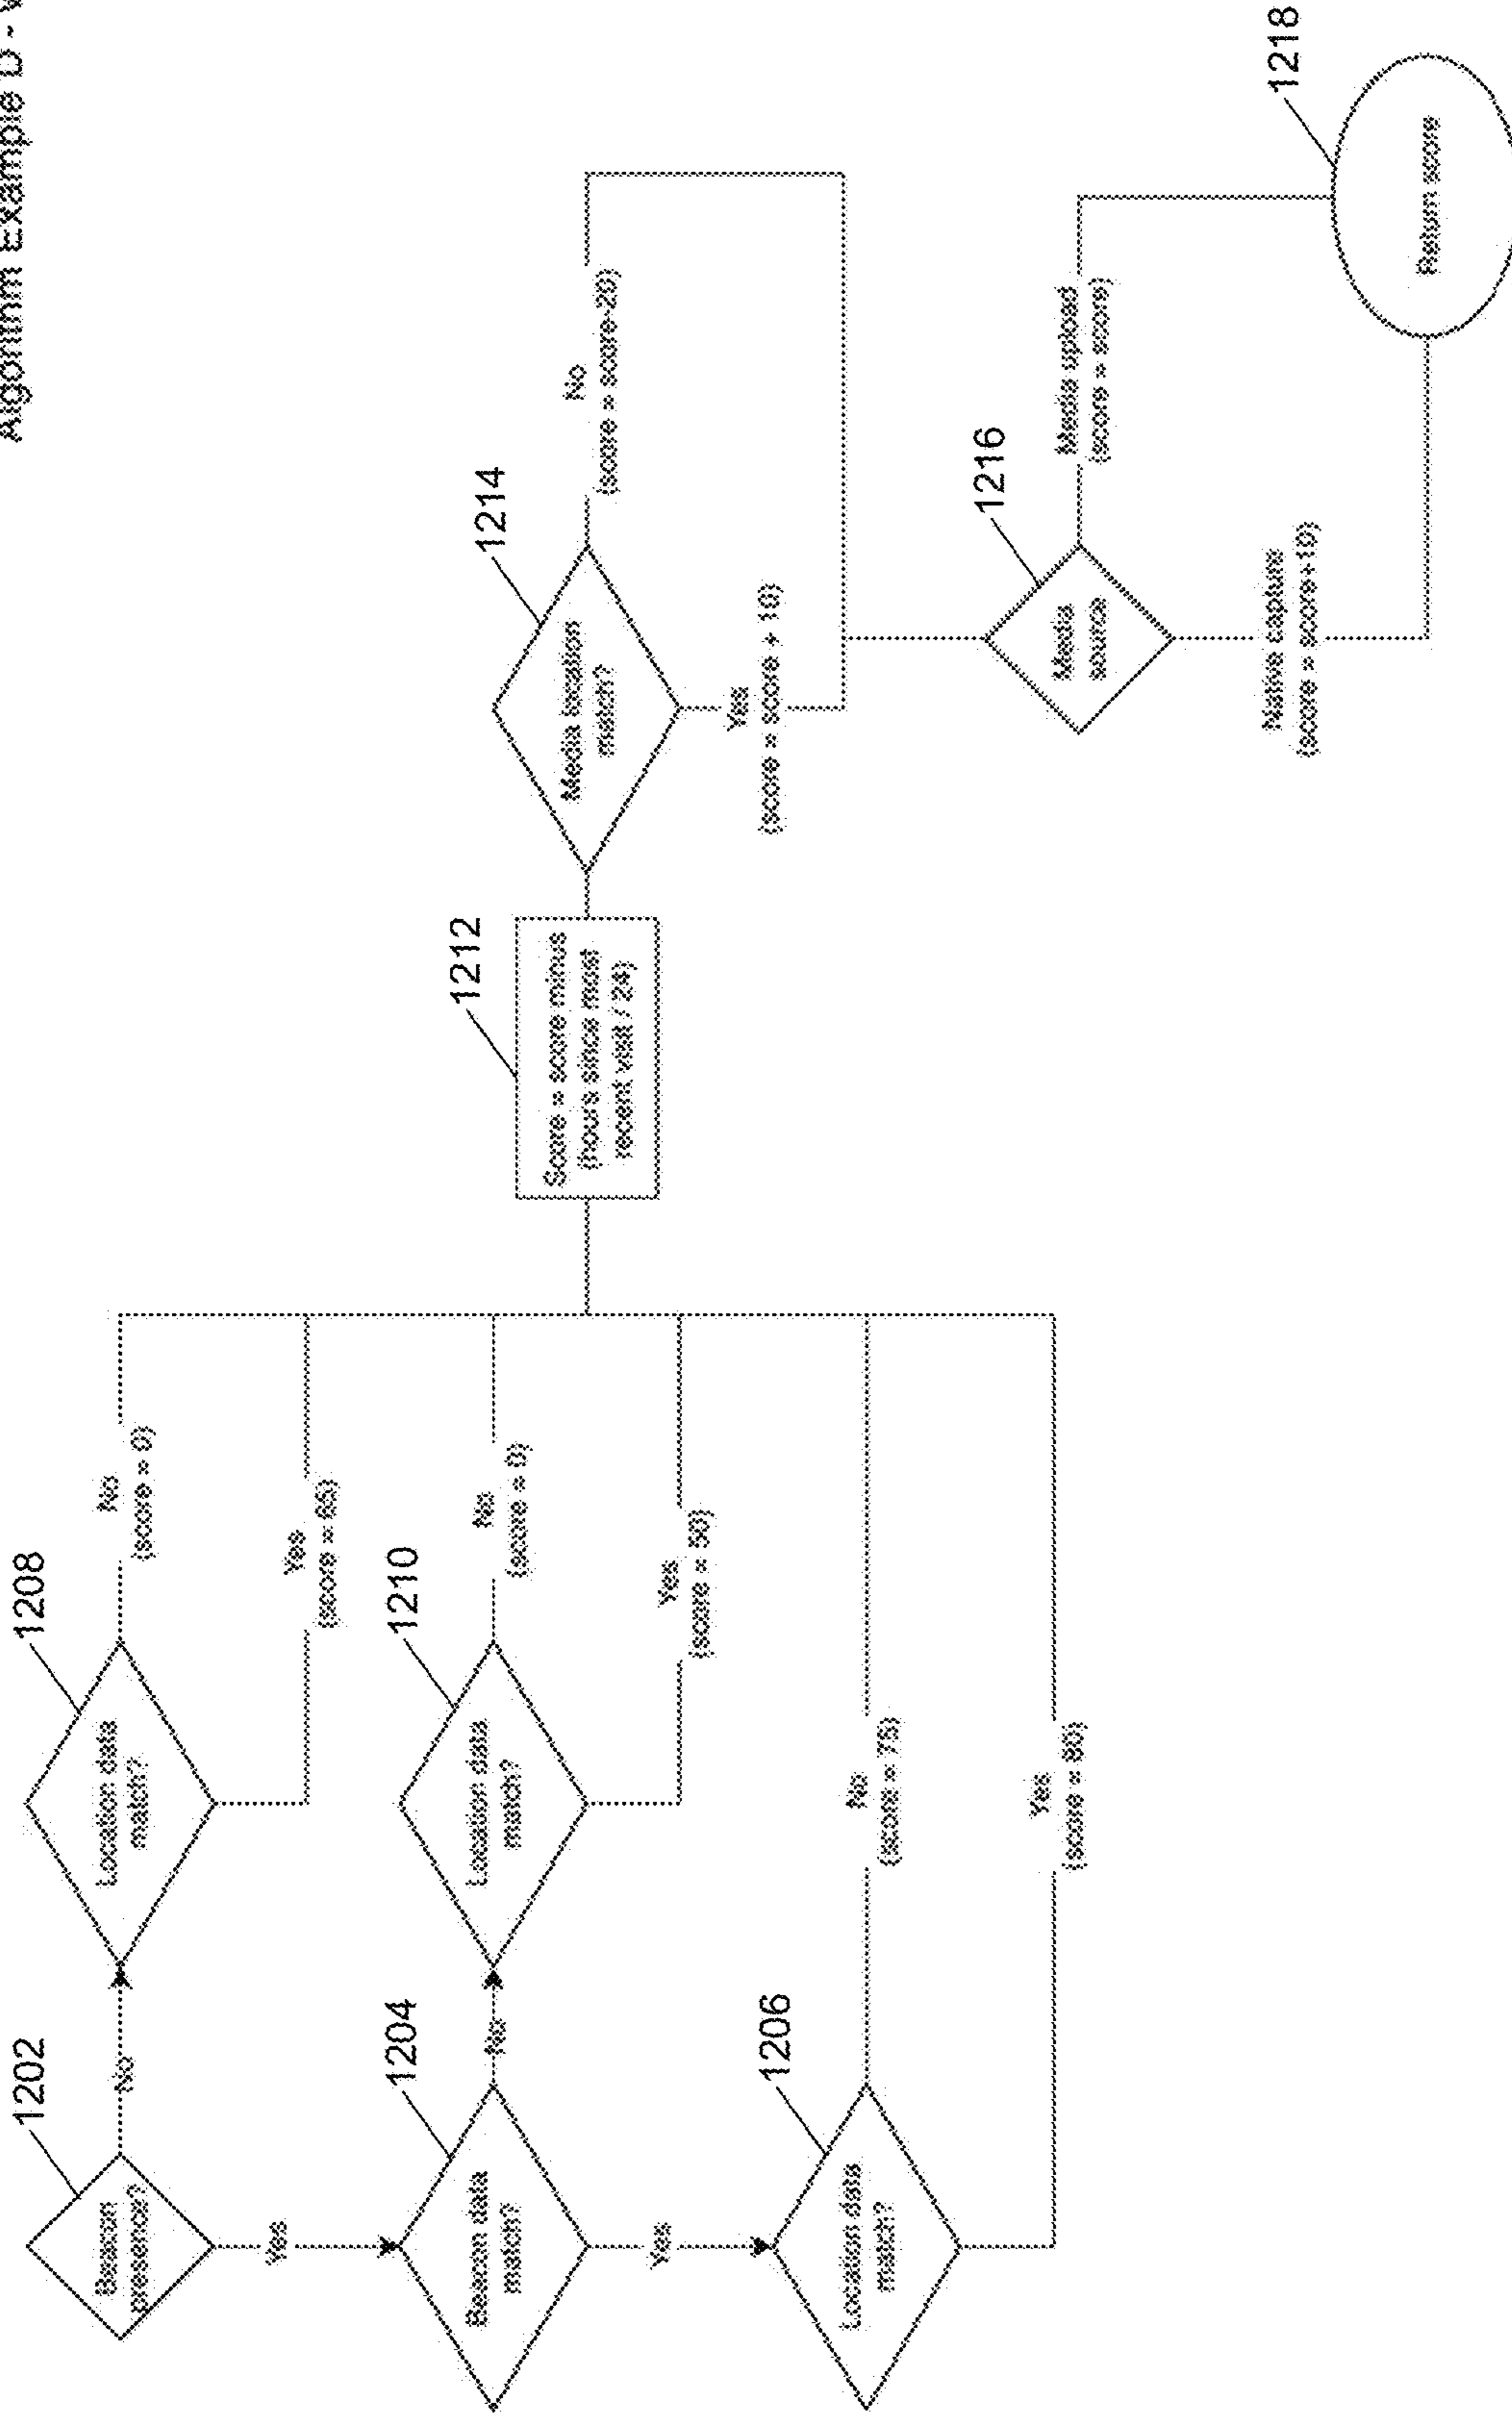 Algorithm Example D -
1202
Beacon
presence?
No
1208
Location data
match?
No
(score = 0)
Yes
(score = 65)
Yes
1204
Beacon data
match?
No
1210
Location data
match?
No
(score = 0)
Yes
(score = 50)
Yes
1206
Location data
match?
No
(score = 75)
Yes
(score = 80)
1212
Score = score minus
(hours since most
recent visit / 24)
1214
Media location
match?
No
(score = score-20)
Yes
(score = score + 10)
1216
Media
source
Media upload
(score = score)
Native capture
(score = score+10)
1218
Return score